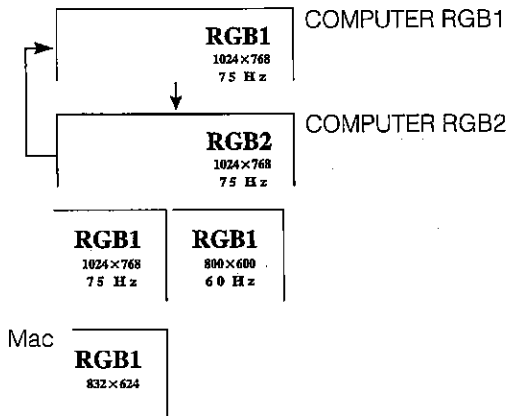 RGB1
COMPUTER RGB1
1024×768
75 Hz
RGB2
COMPUTER RGB2
1024×768
75 Hz
RGB1
1024×768
75 Hz
RGB1
800×600
60 Hz
Mac
RGB1
832×624